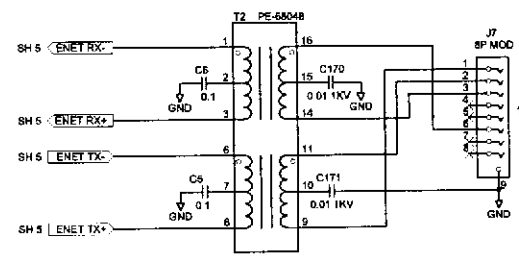 T2 PE-68048
J7
8P MOD
SH 5 ENET RX-
1
16
C6
0.1
GND
2
15
C170
0.01 1KV
GND
SH 5 ENET RX+
3
14
SH 5 ENET TX-
6
11
C5
0.1
GND
7
10
C171
0.01 1KV
SH 5 ENET TX+
8
9
1
2
3
4
5
6
7
8
9
GND